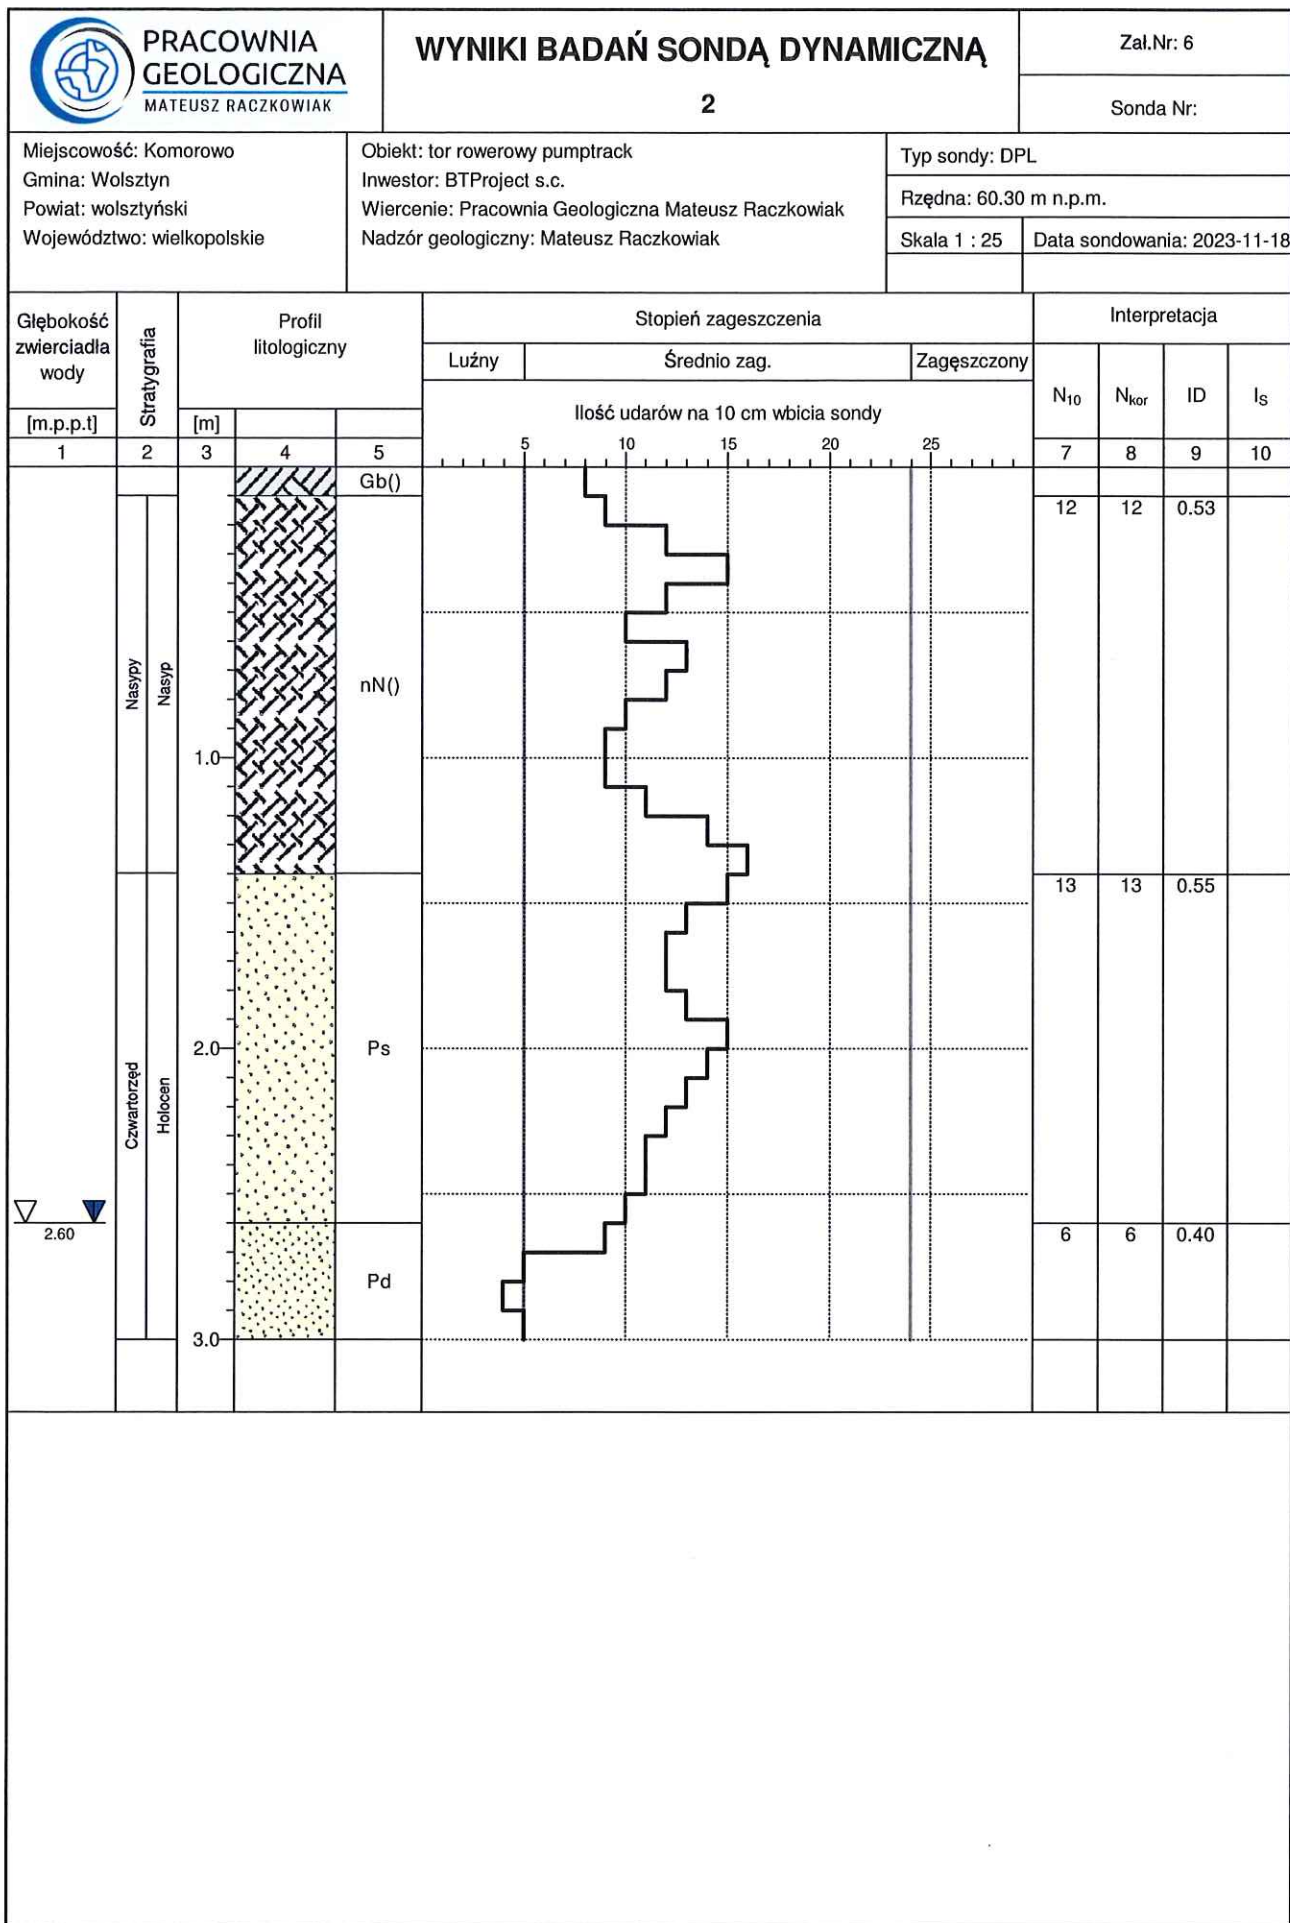 PRACOWNIA
GEOLOGICZNA
MATEUSZ RACZKOWIAK
WYNIKI BADAŃ SONDĄ DYNAMICZNĄ
2
Zał.Nr: 6
Sonda Nr:
Miejscowość: Komorowo
Gmina: Wolsztyn
Powiat: wolsztyński
Województwo: wielkopolskie
Obiekt: tor rowerowy pumptrack
Inwestor: BTProject s.c.
Wiercenie: Pracownia Geologiczna Mateusz Raczkowiak
Nadzór geologiczny: Mateusz Raczkowiak
Typ sondy: DPL
Rzędna: 60.30 m n.p.m.
Skala 1 : 25 Data sondowania: 2023-11-18
Głębokość
zwierciadła
wody
[m.p.p.t]
Stratygrafia
Profil
litologiczny
[m]
Stopień zageszczenia
Luźny Średnio zag. Zagęszczony
Ilość udarów na 10 cm wbicia sondy
5 10 15 20 25
Interpretacja
N10 Nkor ID IS
1 2 3 4 5 7 8 9 10
Gb()
12 12 0.53
Nasypy
Nasyp
nN()
1.0
13 13 0.55
Czwartorzęd
Holocen
2.0
Ps
2.60
6 6 0.40
Pd
3.0